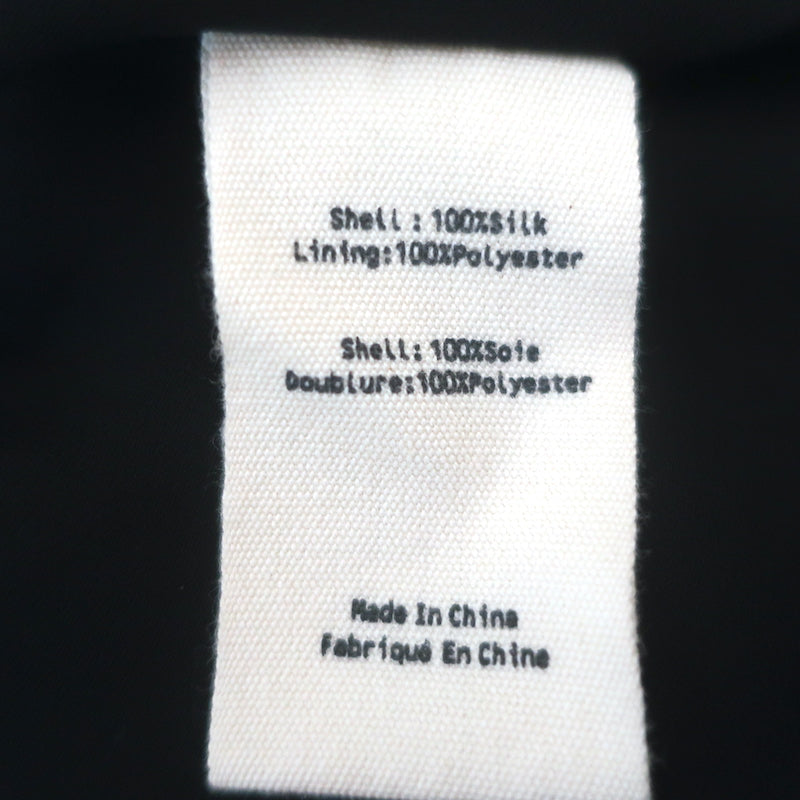 Shell : 100%Silk
Lining:100%Polyester
Shell: 100%Soie
Doublure:100%Polyester
Made In China
Fabriqué En Chine